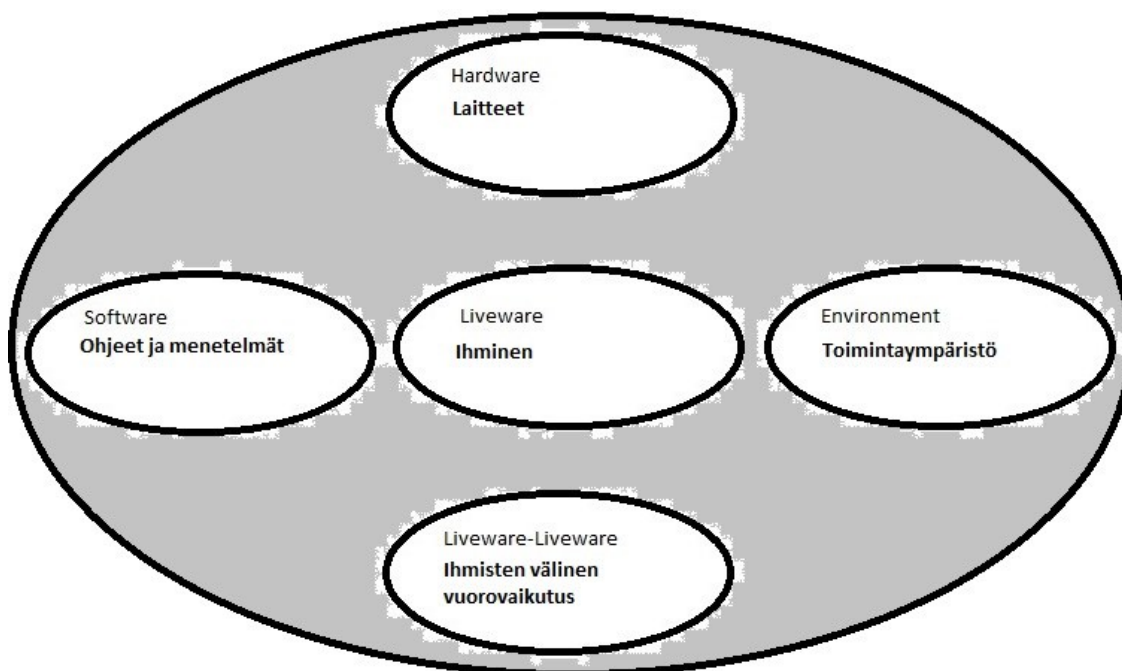 Hardware
Laitteet
Software
Ohjeet ja menetelmät
Liveware
Ihminen
Environment
Toimintaympäristö
Liveware-Liveware
Ihmisten välinen
vuorovaikutus